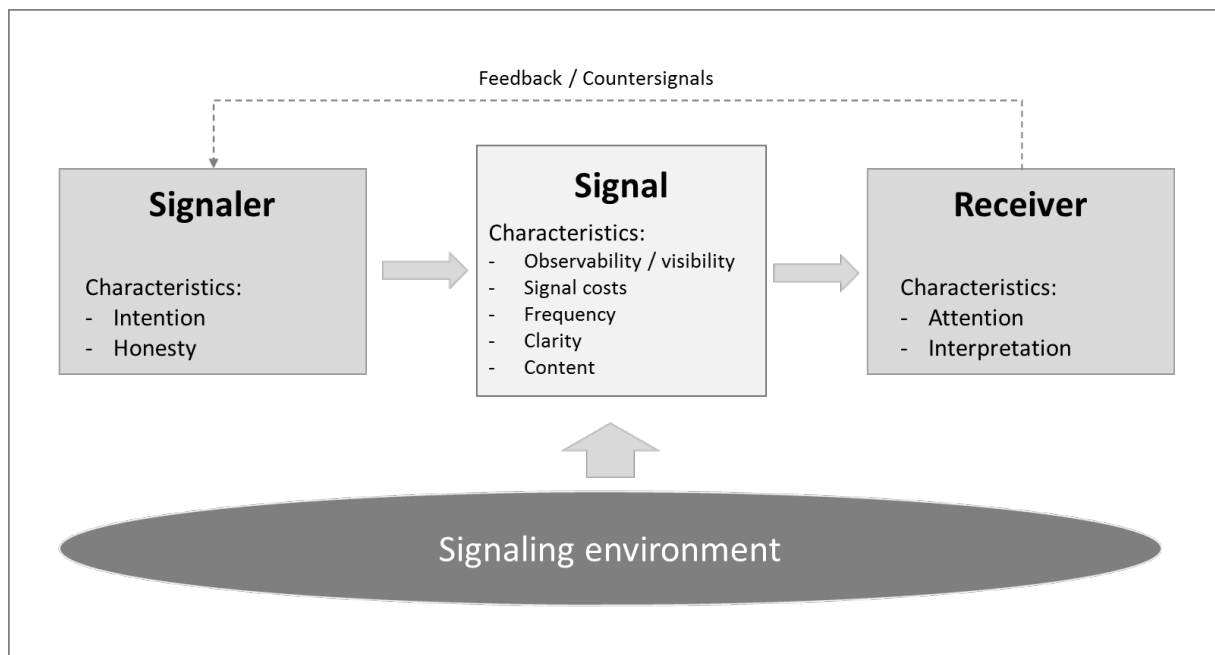 Feedback / Countersignals
Signaler
Characteristics:
- Intention
- Honesty
Signal
Characteristics:
- Observability / visibility
- Signal costs
- Frequency
- Clarity
- Content
Receiver
Characteristics:
- Attention
- Interpretation
Signaling environment